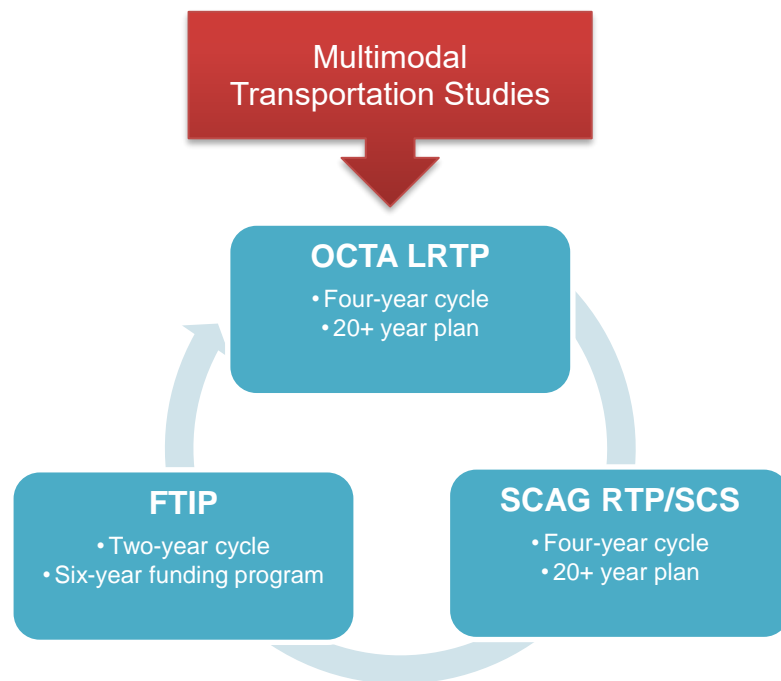 Multimodal
Transportation Studies
OCTA LRTP
• Four-year cycle
• 20+ year plan
FTIP
• Two-year cycle
• Six-year funding program
SCAG RTP/SCS
• Four-year cycle
• 20+ year plan